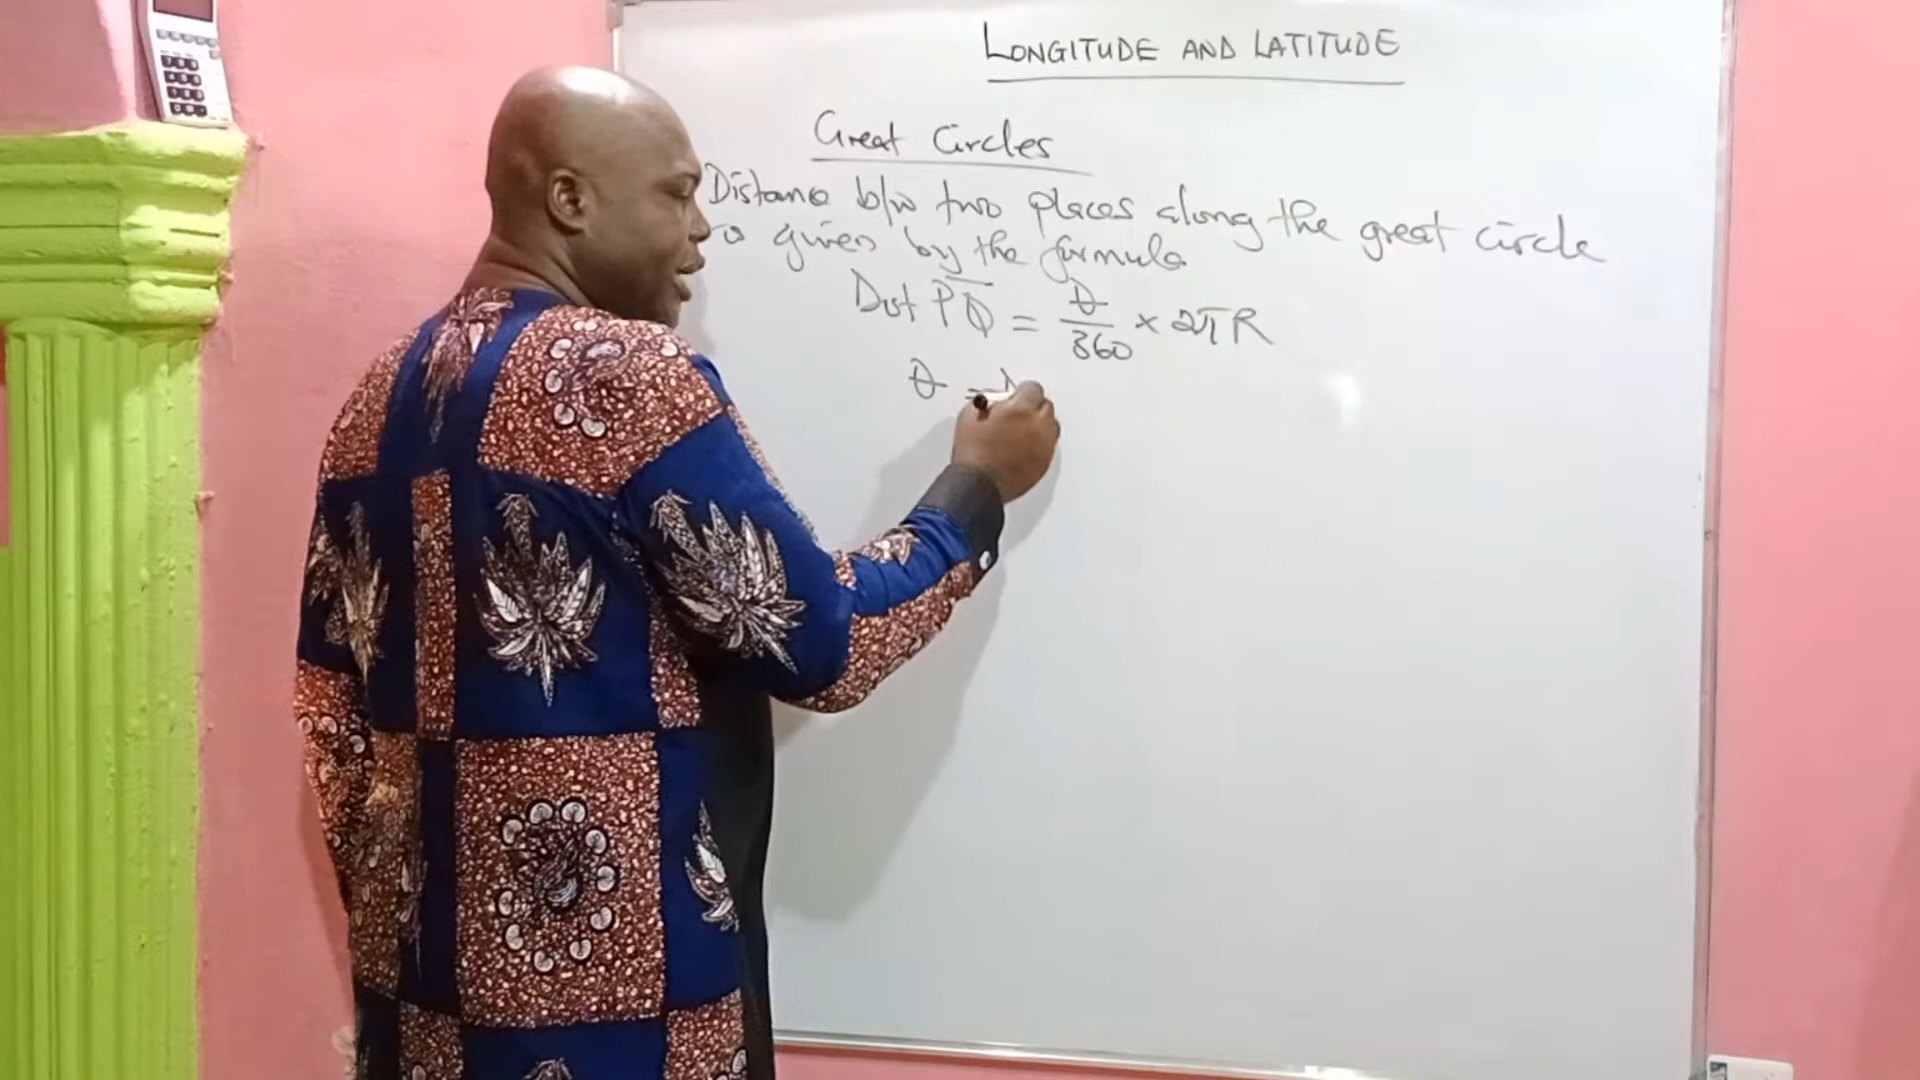 LONGITUDE AND LATITUDE
Great Circles
Distance b/w two places along the great circle
given by the formula
Dist PQ = θ/360 × 2πR
θ =